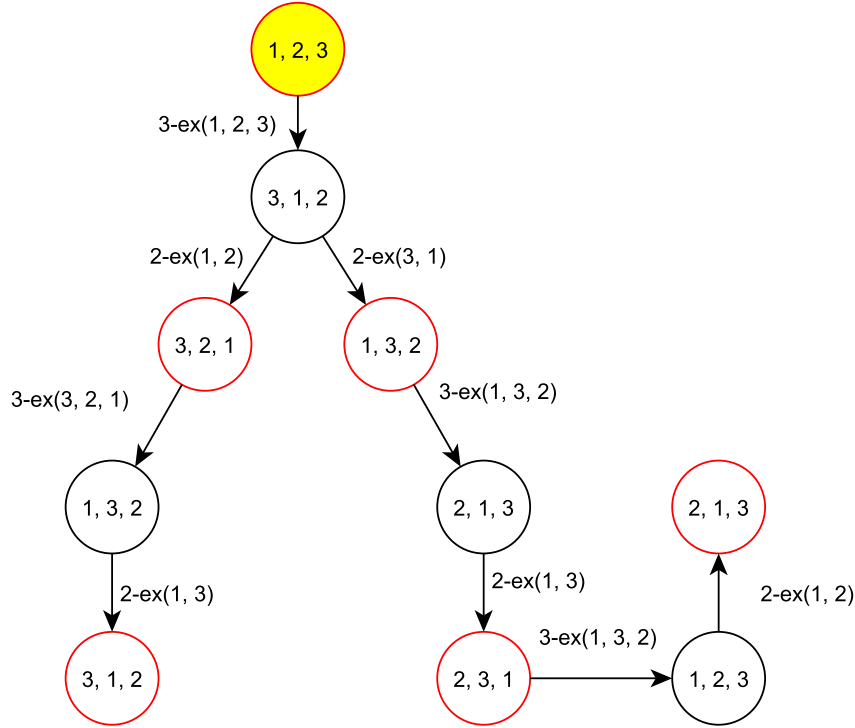 1, 2, 3
3-ex(1, 2, 3)
3, 1, 2
2-ex(1, 2)
2-ex(3, 1)
3, 2, 1
1, 3, 2
3-ex(3, 2, 1)
3-ex(1, 3, 2)
1, 3, 2
2, 1, 3
2, 1, 3
2-ex(1, 3)
2-ex(1, 3)
2-ex(1, 2)
3-ex(1, 3, 2)
3, 1, 2
2, 3, 1
1, 2, 3